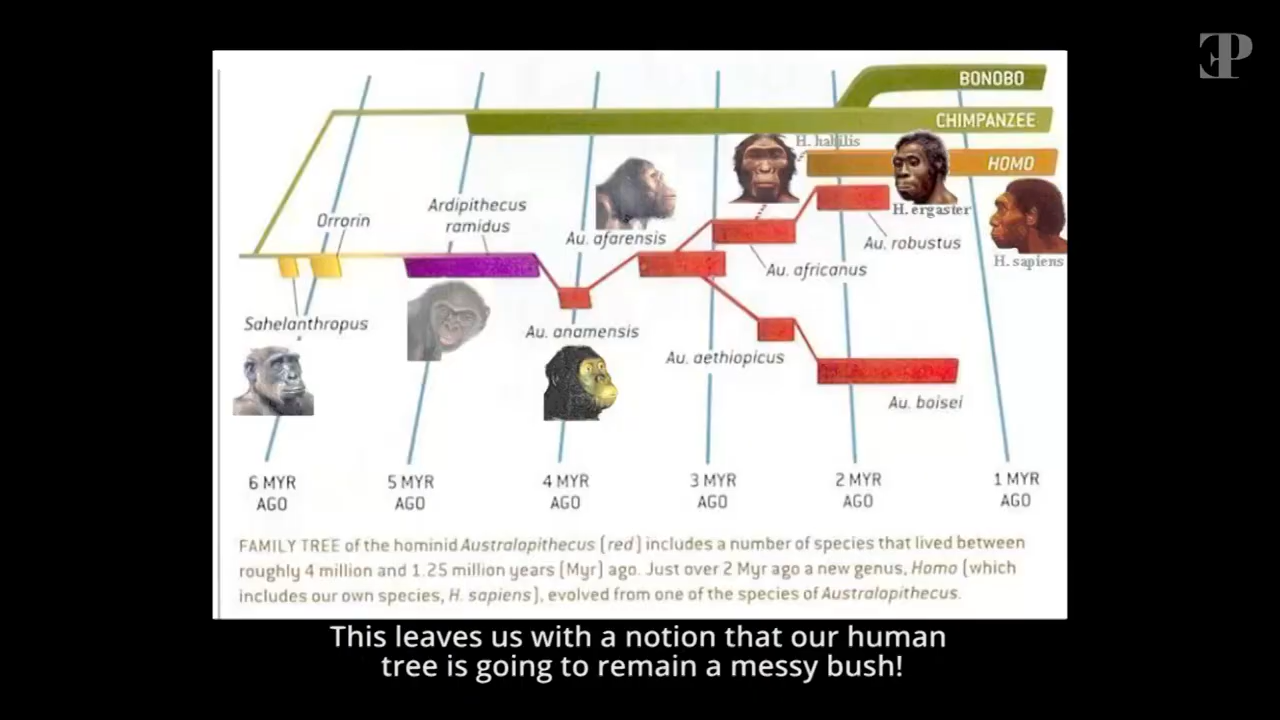 EP
BONOBO
CHIMPANZEE
H. habilis
HOMO
Ardipithecus
ramidus
Orrorin
Au. afarensis
H. ergaster
Au. robustus
H. sapiens
Au. africanus
Sahelanthropus
Au. anamensis
Au. aethiopicus
Au. boisei
6 MYR
AGO
5 MYR
AGO
4 MYR
AGO
3 MYR
AGO
2 MYR
AGO
1 MYR
AGO
FAMILY TREE of the hominid Australopithecus (red) includes a number of species that lived between
roughly 4 million and 1.25 million years (Myr) ago. Just over 2 Myr ago a new genus, Homo (which
includes our own species, H. sapiens), evolved from one of the species of Australopithecus.
This leaves us with a notion that our human
tree is going to remain a messy bush!